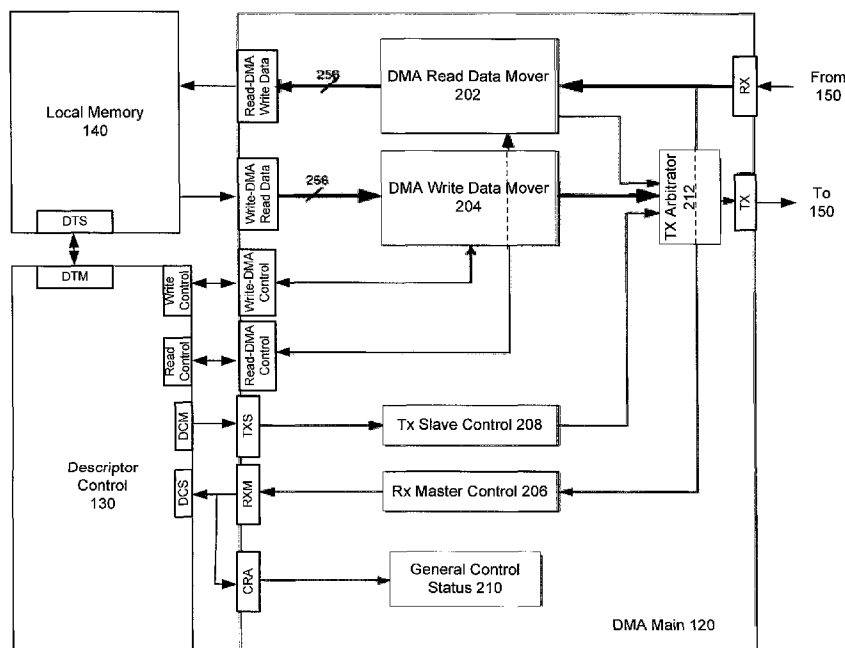 Local Memory
140
DTS
DTM
Descriptor
Control
130
Write
Control
Read
Control
DCM
DCS
Read-DMA
Write Data
Write-DMA
Read Data
Write-DMA
Control
Read-DMA
Control
TXS
RXM
CRA
256
256
DMA Read Data Mover
202
DMA Write Data Mover
204
Tx Slave Control 208
Rx Master Control 206
General Control
Status 210
TX Arbitrator
212
RX
TX
From
150
To
150
DMA Main 120